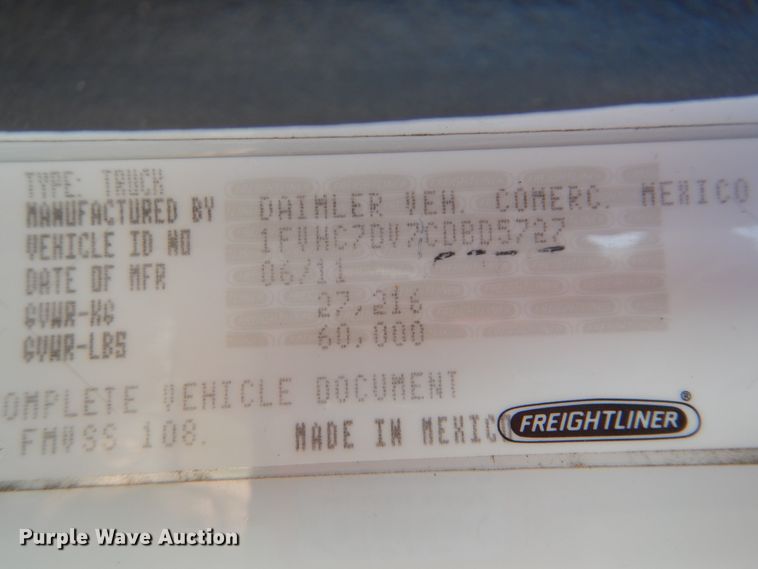 TYPE: TRUCK
MANUFACTURED BY DAIMLER VEH. COMERC. MEXICO
VEHICLE ID NO 1FVHC7DV7CDBD5727
DATE OF MFR 06/11
GVWR-KG 27,216
GVWR-LBS 60,000
OMPLETE VEHICLE DOCUMENT
FMVSS 108. MADE IN MEXICO FREIGHTLINER®
Purple Wave Auction